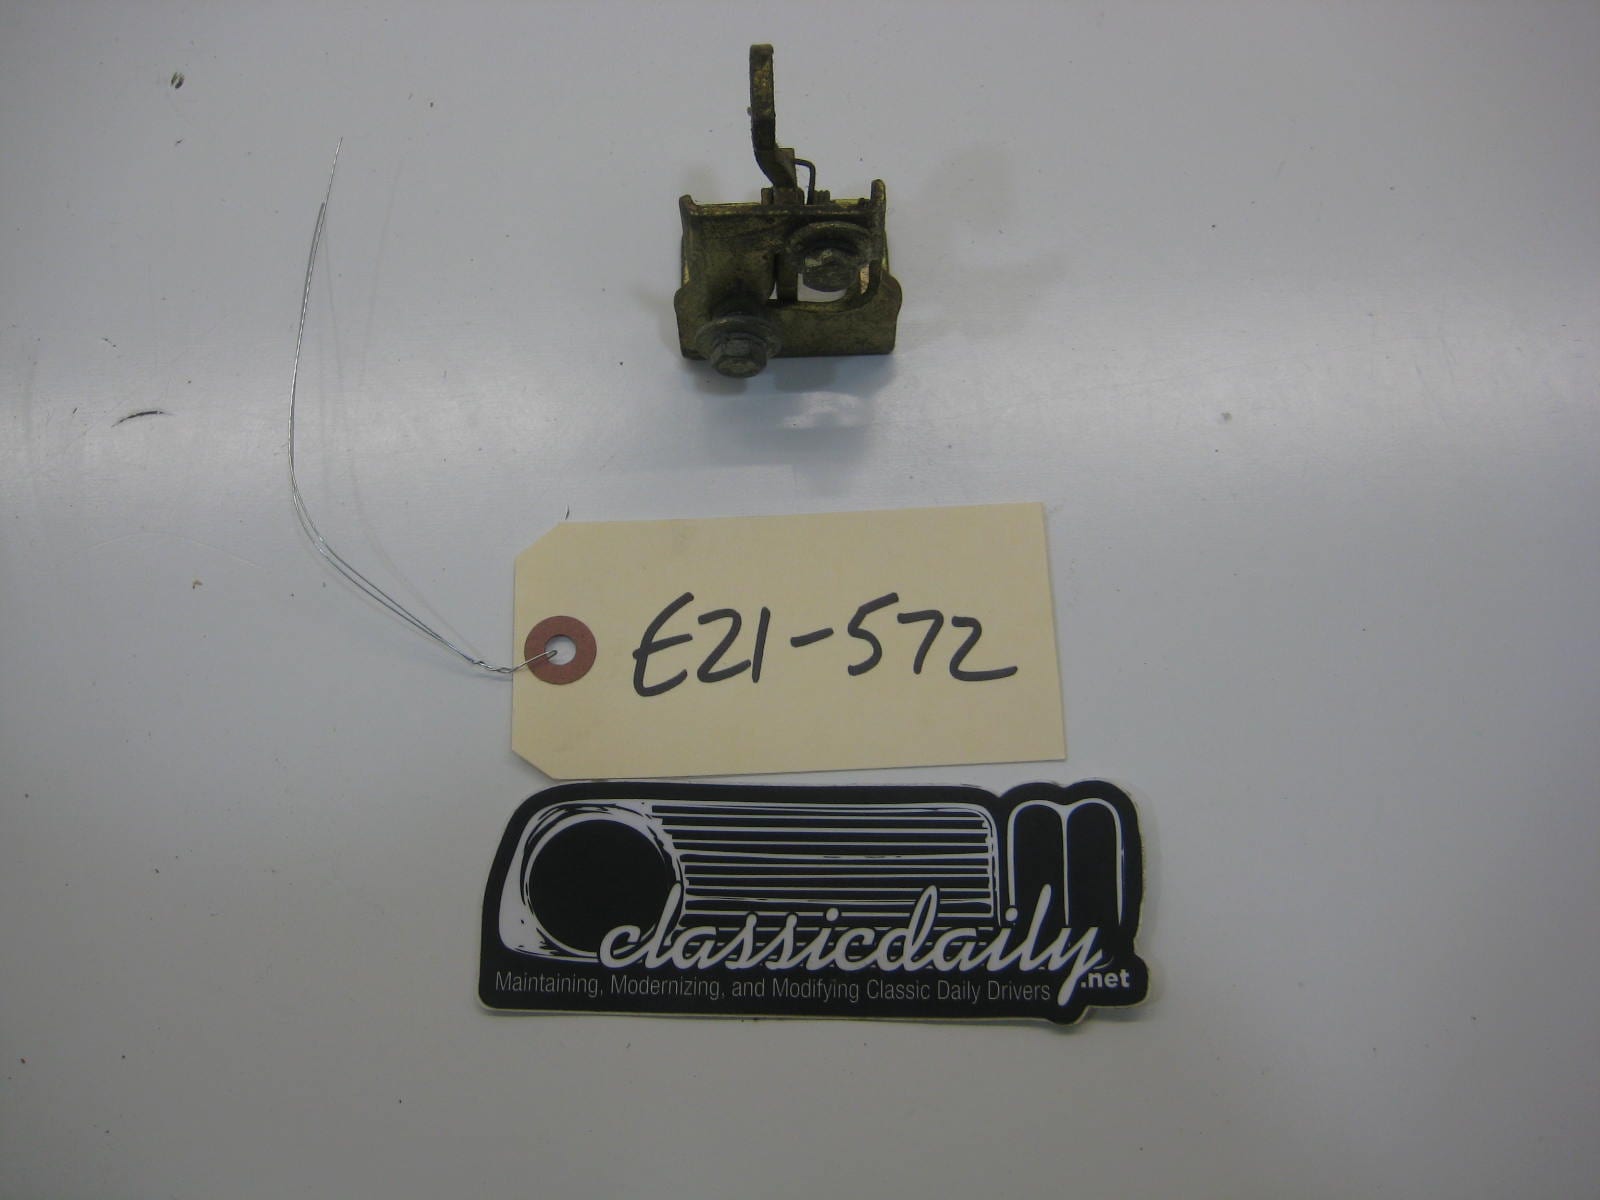 E21-572
classicdaily.net
Maintaining, Modernizing, and Modifying Classic Daily Drivers